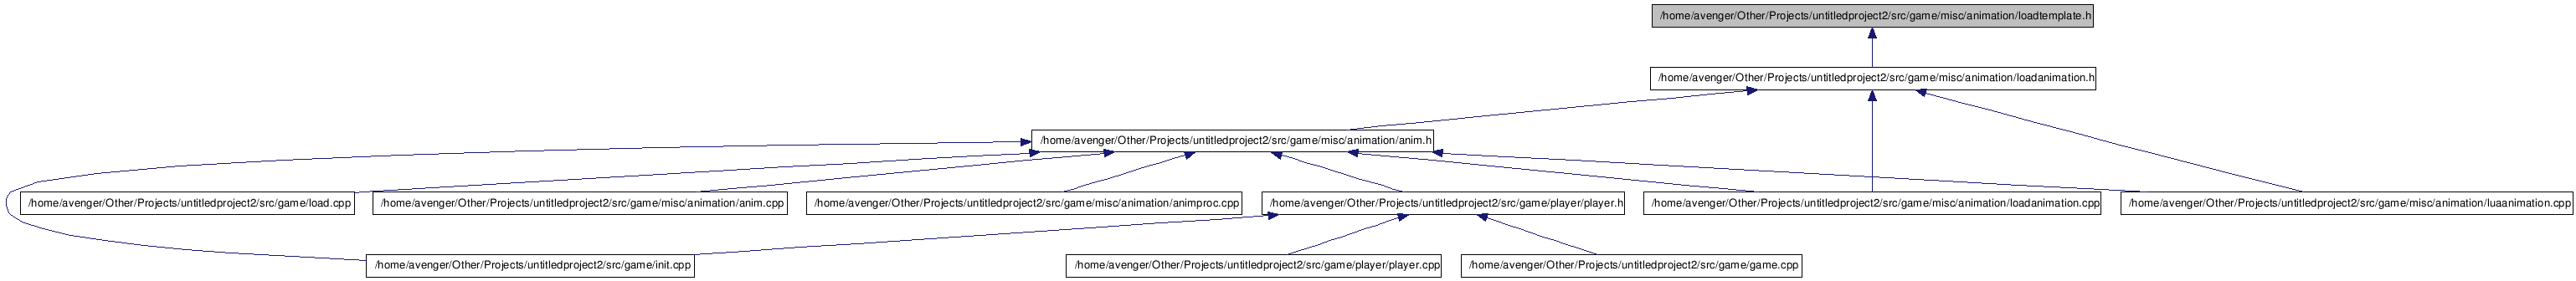 /home/avenger/Other/Projects/untitledproject2/src/game/misc/animation/loadtemplate.h
/home/avenger/Other/Projects/untitledproject2/src/game/misc/animation/loadanimation.h
/home/avenger/Other/Projects/untitledproject2/src/game/misc/animation/anim.h
/home/avenger/Other/Projects/untitledproject2/src/game/load.cpp
/home/avenger/Other/Projects/untitledproject2/src/game/misc/animation/anim.cpp
/home/avenger/Other/Projects/untitledproject2/src/game/misc/animation/animproc.cpp
/home/avenger/Other/Projects/untitledproject2/src/game/player/player.h
/home/avenger/Other/Projects/untitledproject2/src/game/misc/animation/loadanimation.cpp
/home/avenger/Other/Projects/untitledproject2/src/game/misc/animation/luaanimation.cpp
/home/avenger/Other/Projects/untitledproject2/src/game/init.cpp
/home/avenger/Other/Projects/untitledproject2/src/game/player/player.cpp
/home/avenger/Other/Projects/untitledproject2/src/game/game.cpp